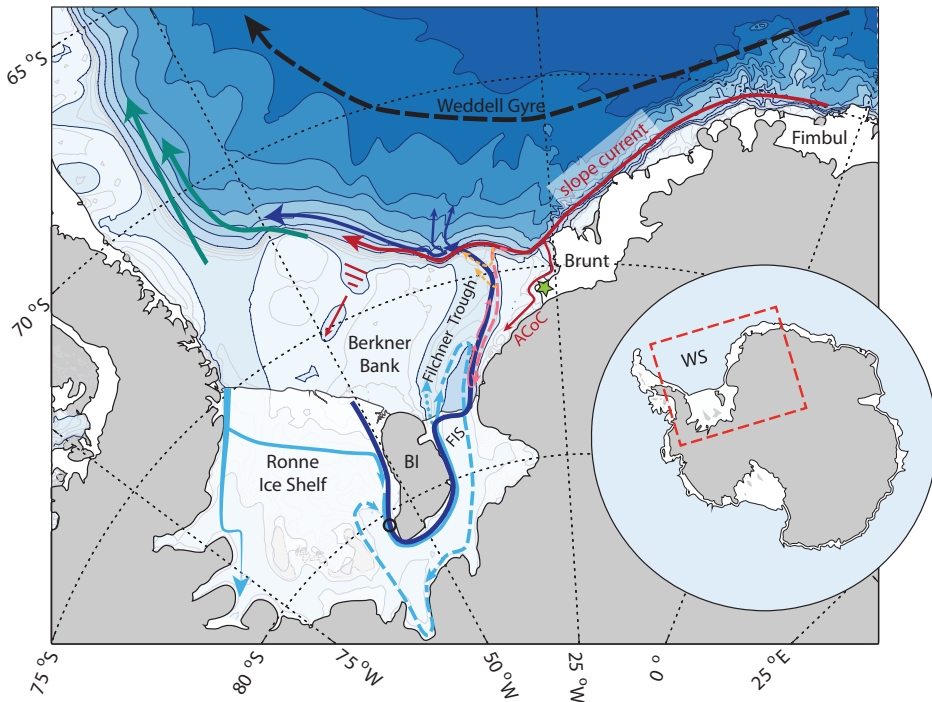 65 °S
Weddell Gyre
slope current
Fimbul
Brunt
ACoC
Filchner Trough
Berkner
Bank
70 °S
WS
FIS
BI
Ronne
Ice Shelf
75 °S
80 °S
75 °W
50 °W
25 °W
0 °
25 °E